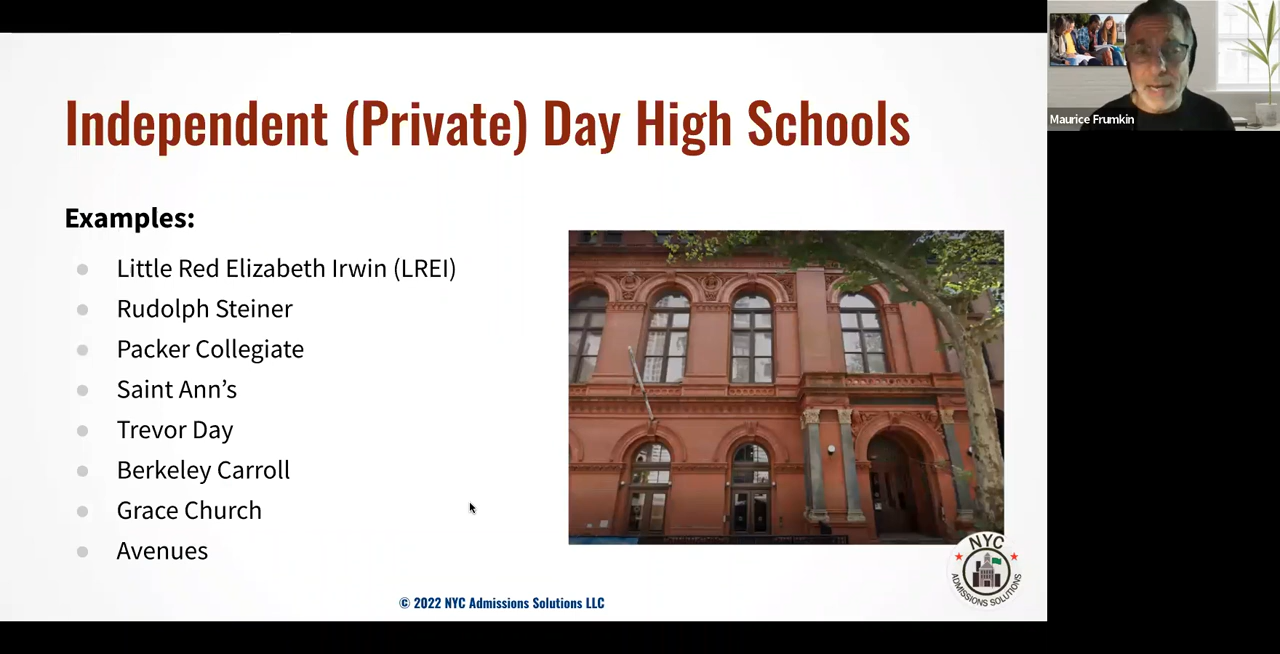 Independent (Private) Day High Schools
Maurice Frumkin
Examples:
Little Red Elizabeth Irwin (LREI)
Rudolph Steiner
Packer Collegiate
Saint Ann’s
Trevor Day
Berkeley Carroll
Grace Church
Avenues
NYC
ADMISSIONS SOLUTIONS
© 2022 NYC Admissions Solutions LLC